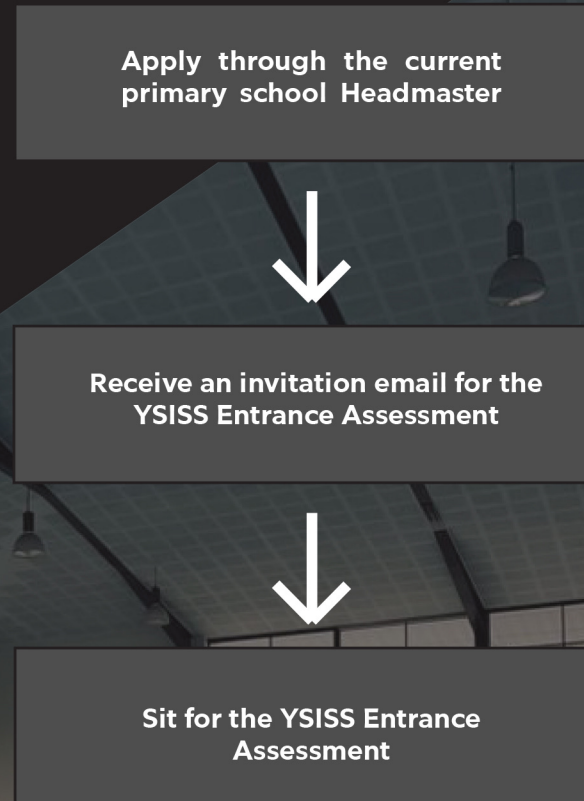 Apply through the current
primary school Headmaster
Receive an invitation email for the
YSISS Entrance Assessment
Sit for the YSISS Entrance
Assessment